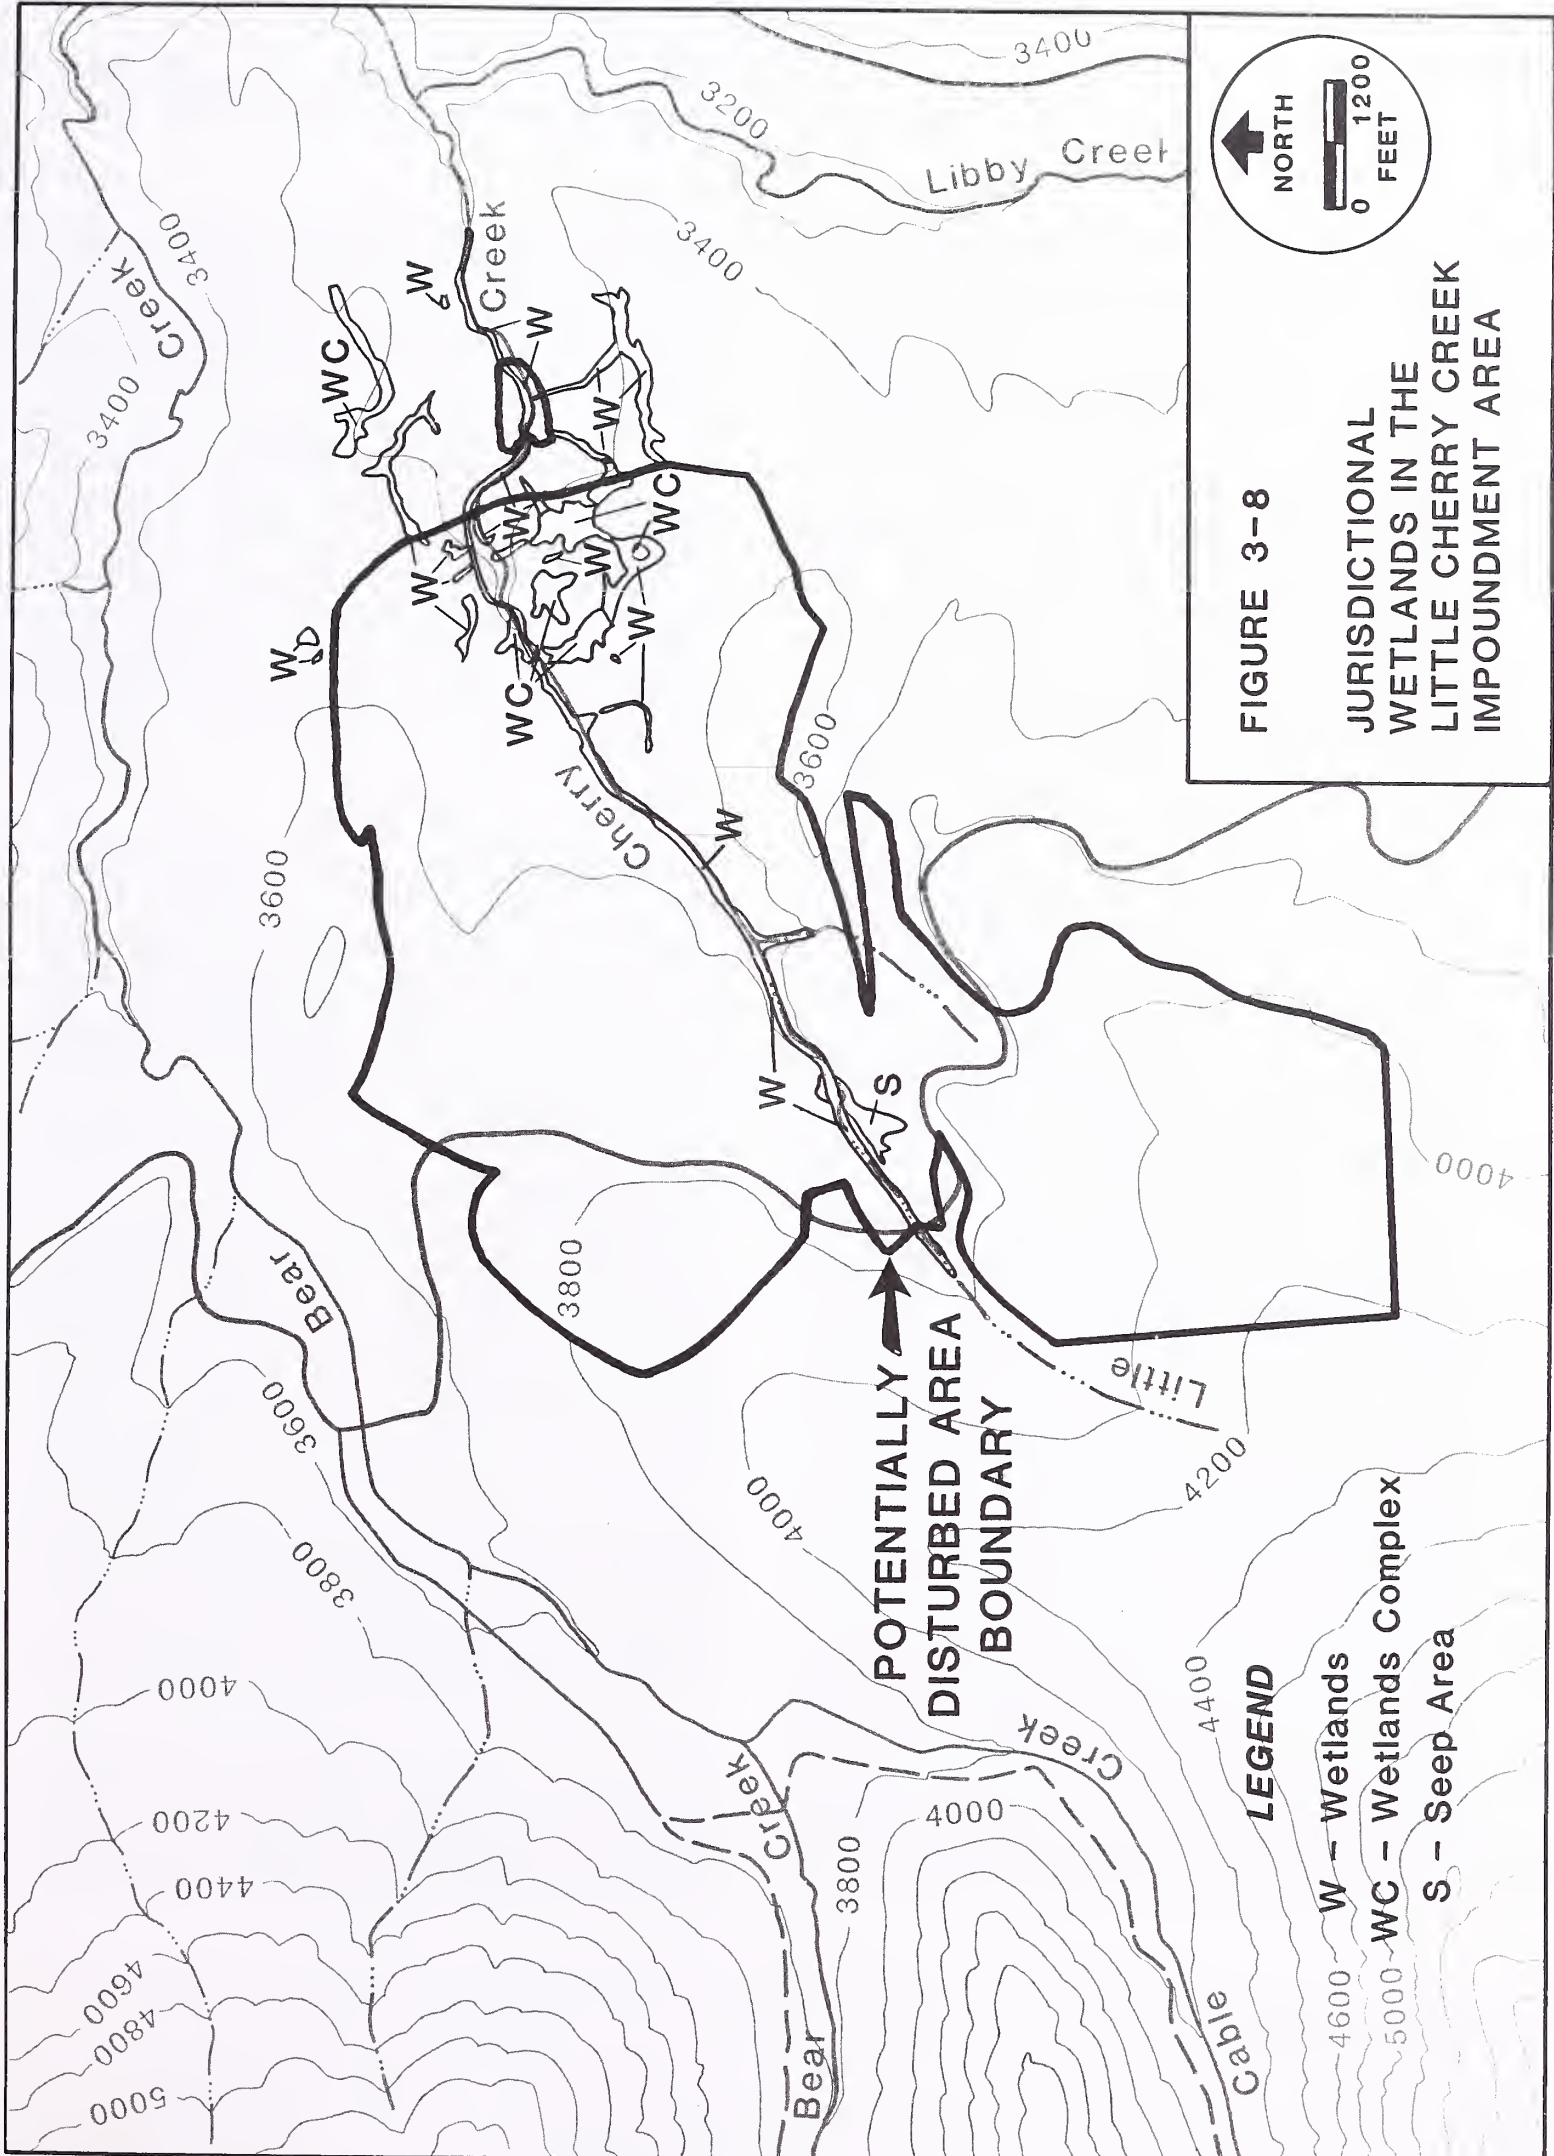 FIGURE 3-8
JURISDICTIONAL
WETLANDS IN THE
LITTLE CHERRY CREEK
IMPOUNDMENT AREA
NORTH
0 1200
FEET
LEGEND
W – Wetlands
WC – Wetlands Complex
S – Seep Area
POTENTIALLY
DISTURBED AREA
BOUNDARY
5000
4800
4600
4400
4200
4000
3800
3600
Bear
3600
3400
Creek
3400
Bear
Creek
3800
4000
Cable
Creek
4000
4200
4400
4600
5000
3800
Little
Cherry
Creek
W
WC
W
W
W
W
W
W
WC
W
W
WC
W
W
S
3600
4000
3400
3200
Libby Creek
3400